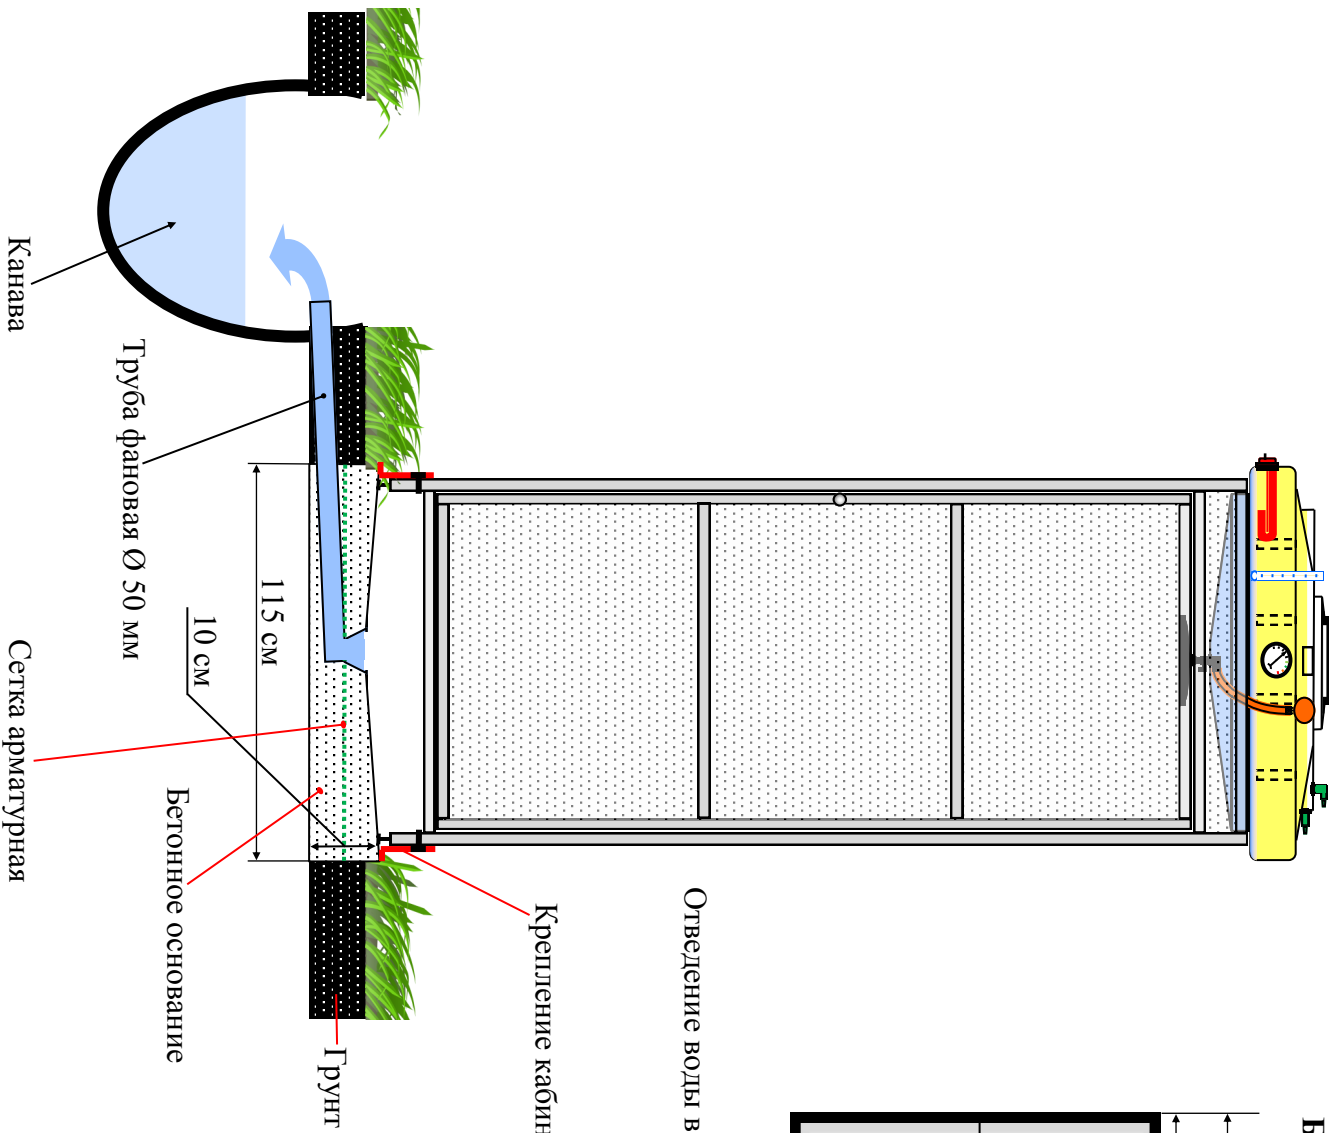 Отведение воды в
Крепление кабин
Грунт
Бетонное основание
Сетка арматурная
10 см
115 см
Труба фановая Ø 50 мм
Канава